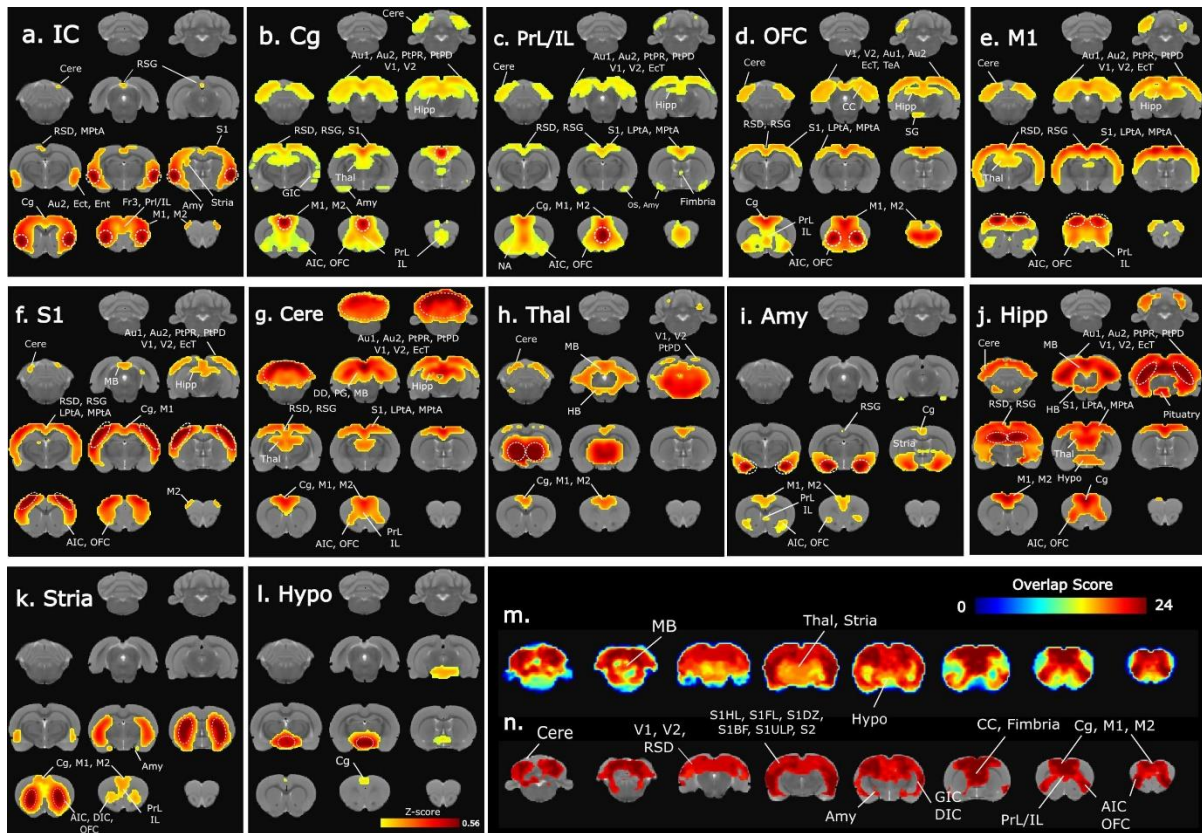 a. IC
Cere
RSG
RSD, MPtA
S1
Cg
Au2, Ect, Ent
Amy
Stria
Fr3, Prl/IL
M1, M2
b. Cg
Cere
Au1, Au2, PtPR, PtPD
V1, V2
Hipp
RSD, RSG, S1
GIC
Thal
Amy
M1, M2
AIC, OFC
PrL
IL
c. PrL/IL
Au1, Au2, PtPR, PtPD
Cere
V1, V2, EcT
Hipp
RSD, RSG
S1, LPtA, MPtA
OS, Amy
Fimbria
Cg, M1, M2
NA
AIC, OFC
d. OFC
V1, V2, Au1, Au2
EcT, TeA
Cere
CC
Hipp
SG
RSD, RSG
S1, LPtA, MPtA
Cg
PrL
IL
M1, M2
AIC, OFC
e. M1
Au1, Au2, PtPR, PtPD
V1, V2, EcT
Cere
Hipp
RSD, RSG
S1, LPtA, MPtA
Thal
AIC, OFC
PrL
IL
f. S1
Au1, Au2, PtPR, PtPD
V1, V2, EcT
Cere
MB
Hipp
RSD, RSG
LPtA, MPtA
Cg, M1
M2
AIC, OFC
g. Cere
Au1, Au2, PtPR, PtPD
V1, V2, EcT
DD, PG, MB
Hipp
RSD, RSG
S1, LPtA, MPtA
Thal
Cg, M1, M2
PrL
IL
h. Thal
Cere
MB
V1, V2
PtPD
HB
Cg, M1, M2
i. Amy
RSG
Cg
Stria
M1, M2
PrL
IL
AIC, OFC
j. Hipp
Au1, Au2, PtPR, PtPD
V1, V2, EcT
Cere
MB
HB
RSD, RSG
S1, LPtA, MPtA
Pituatry
Thal
Hypo
M1, M2
Cg
AIC, OFC
k. Stria
Amy
Cg, M1, M2
AIC, DIC,
OFC
PrL
IL
l. Hypo
Cg
Z-score
0.56
Overlap Score
0
24
m.
MB
Thal, Stria
Hypo
n.
Cere
V1, V2,
RSD
S1HL, S1FL, S1DZ,
S1BF, S1ULP, S2
CC, Fimbria
Cg, M1, M2
Amy
GIC
DIC
PrL/IL
AIC
OFC